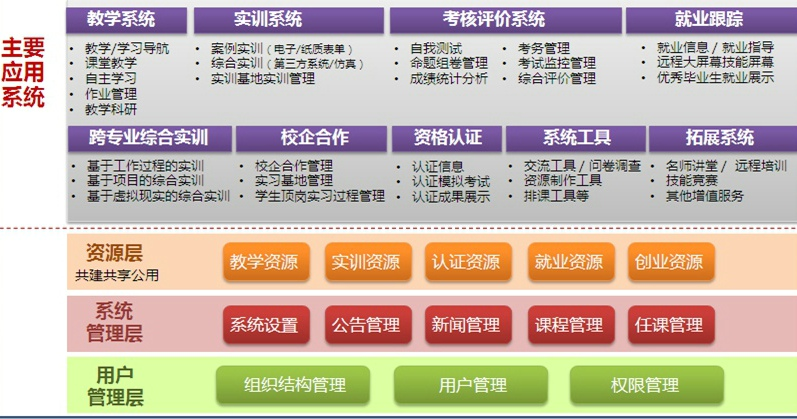 主要
应用
系统
教学系统
• 教学/学习导航
• 课堂教学
• 自主学习
• 作业管理
• 教学科研
实训系统
• 案例实训（电子/纸质表单）
• 综合实训（第三方系统/仿真）
• 实训基地实训管理
考核评价系统
• 自我测试
• 命题组卷管理
• 成绩统计分析
• 考务管理
• 考试监控管理
• 综合评价管理
就业跟踪
• 就业信息 / 就业指导
• 远程大屏幕技能屏幕
• 优秀毕业生就业展示
跨专业综合实训
• 基于工作过程的实训
• 基于项目的综合实训
• 基于虚拟现实的综合实训
校企合作
• 校企合作管理
• 实习基地管理
• 学生顶岗实习过程管理
资格认证
• 认证信息
• 认证模拟考试
• 认证成果展示
系统工具
• 交流工具 / 问卷调查
• 资源制作工具
• 排课工具等
拓展系统
• 名师讲堂 / 远程培训
• 技能竞赛
• 其他增值服务
资源层
共建共享公用
教学资源
实训资源
认证资源
就业资源
创业资源
系统
管理层
系统设置
公告管理
新闻管理
课程管理
任课管理
用户
管理层
组织结构管理
用户管理
权限管理